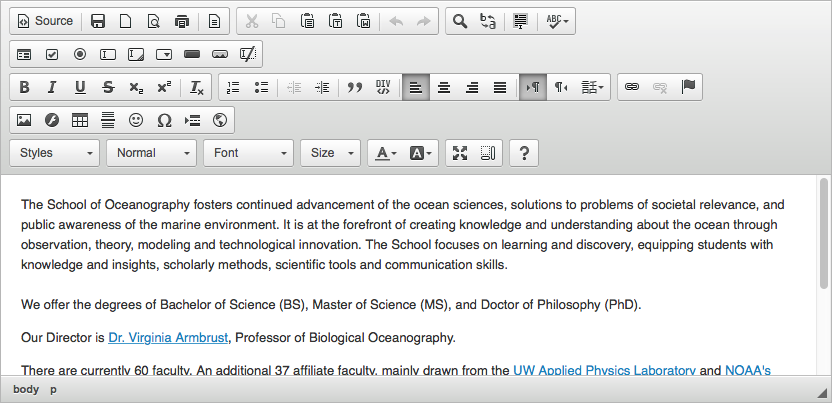 Source
ABC
B I U S x₂ x² Tx
DIV
Styles Normal Font Size A A ?
The School of Oceanography fosters continued advancement of the ocean sciences, solutions to problems of societal relevance, and
public awareness of the marine environment. It is at the forefront of creating knowledge and understanding about the ocean through
observation, theory, modeling and technological innovation. The School focuses on learning and discovery, equipping students with
knowledge and insights, scholarly methods, scientific tools and communication skills.
We offer the degrees of Bachelor of Science (BS), Master of Science (MS), and Doctor of Philosophy (PhD).
Our Director is Dr. Virginia Armbrust, Professor of Biological Oceanography.
There are currently 60 faculty. An additional 37 affiliate faculty, mainly drawn from the UW Applied Physics Laboratory and NOAA's
body p